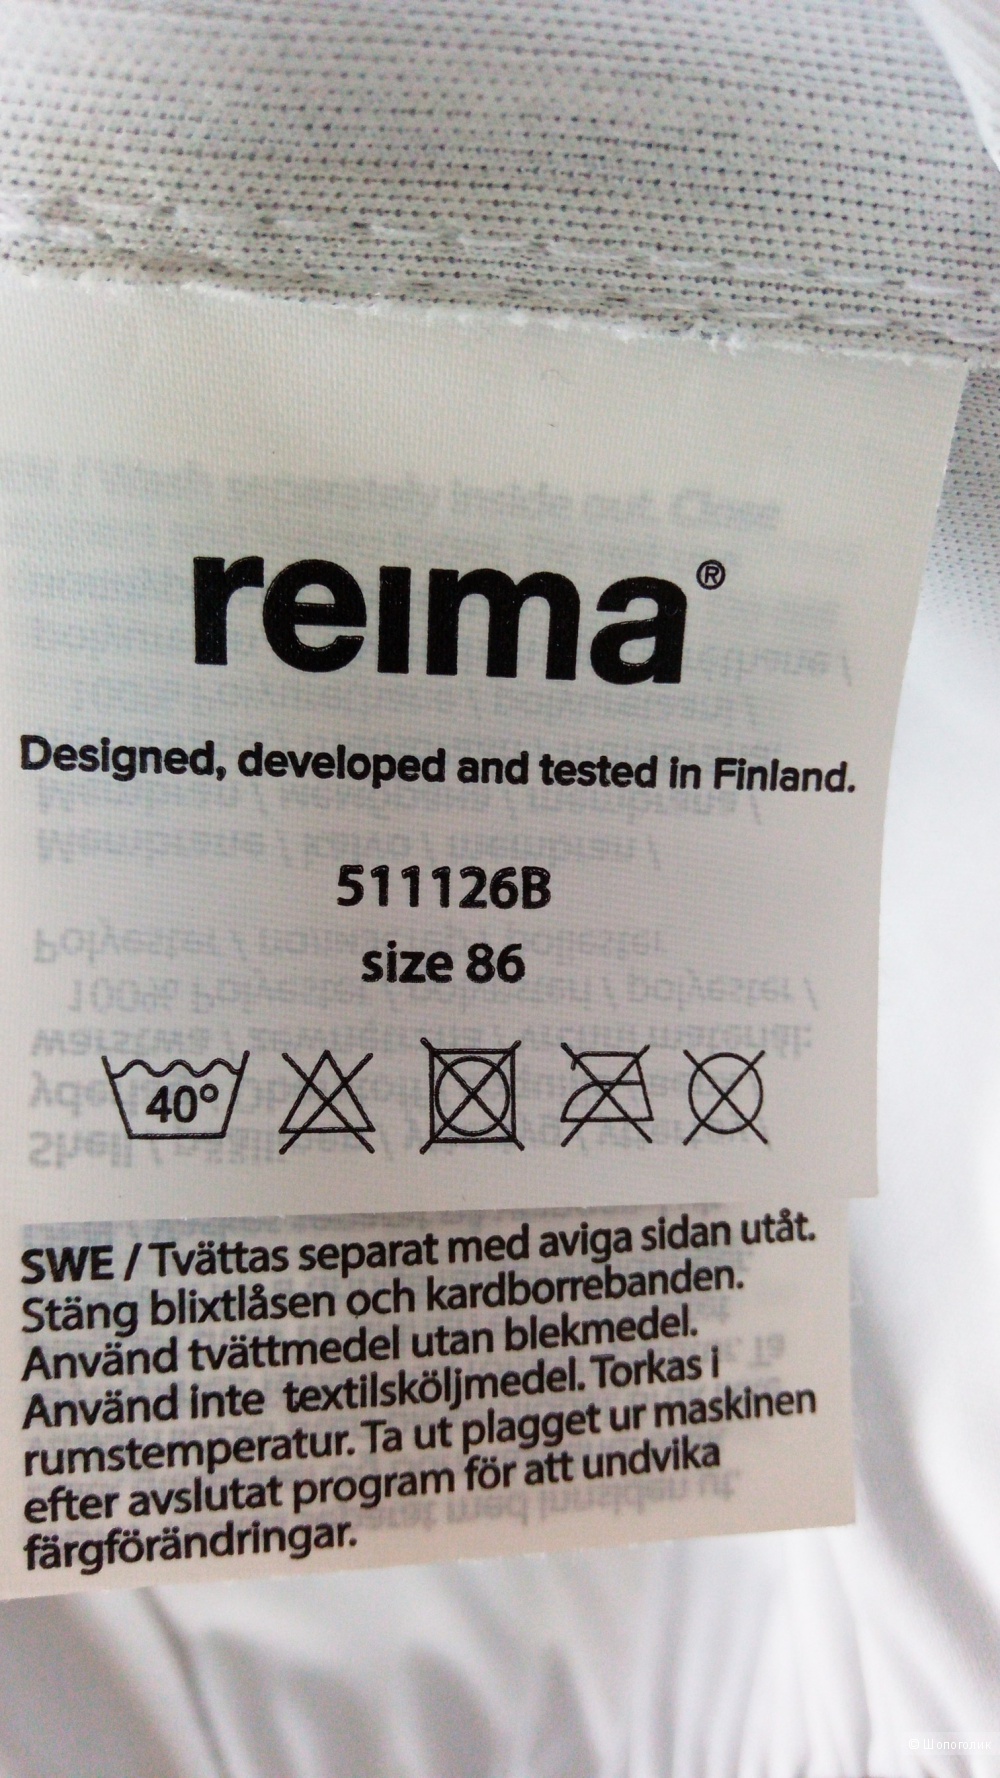 reima®
Designed, developed and tested in Finland.
511126B
size 86
40°
SWE / Tvättas separat med aviga sidan utåt.
Stäng blixtlåsen och kardborrebanden.
Använd tvättmedel utan blekmedel.
Använd inte textilsköljmedel. Torkas i
rumstemperatur. Ta ut plagget ur maskinen
efter avslutat program för att undvika
färgförändringar.
© Шопоголик